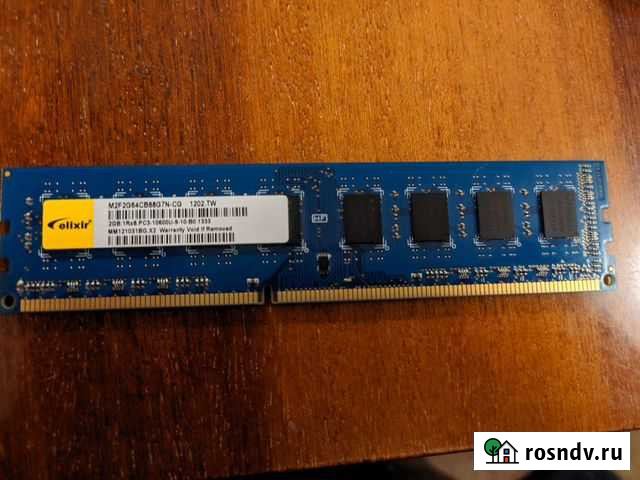 M2F2G64CB88G7N-CG 1202.TW
elixir
2GB 1Rx8 PC3-10600U-9-10-B0.1333
MM121031BG.X2 Warranty Void If Removed
rosndv.ru